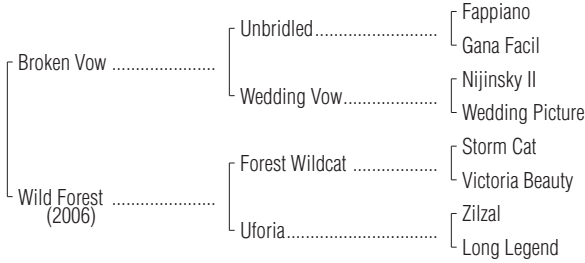 Fappiano
Unbridled
Gana Facil
Broken Vow
Nijinsky II
Wedding Vow
Wedding Picture
Storm Cat
Forest Wildcat
Victoria Beauty
Wild Forest
(2006)
Zilzal
Uforia
Long Legend